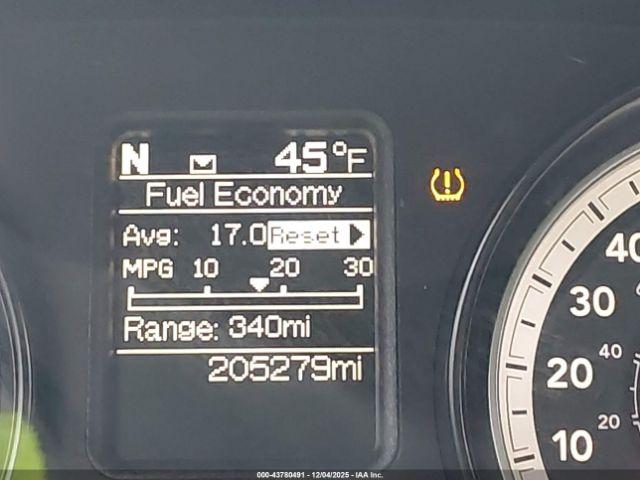 N 45°F
Fuel Economy
Avg: 17.0 Reset
MPG 10 20 30
Range: 340mi
205279mi
40
30
20
10
40
20
000-43780491 - 12/04/2025 - IAA Inc.